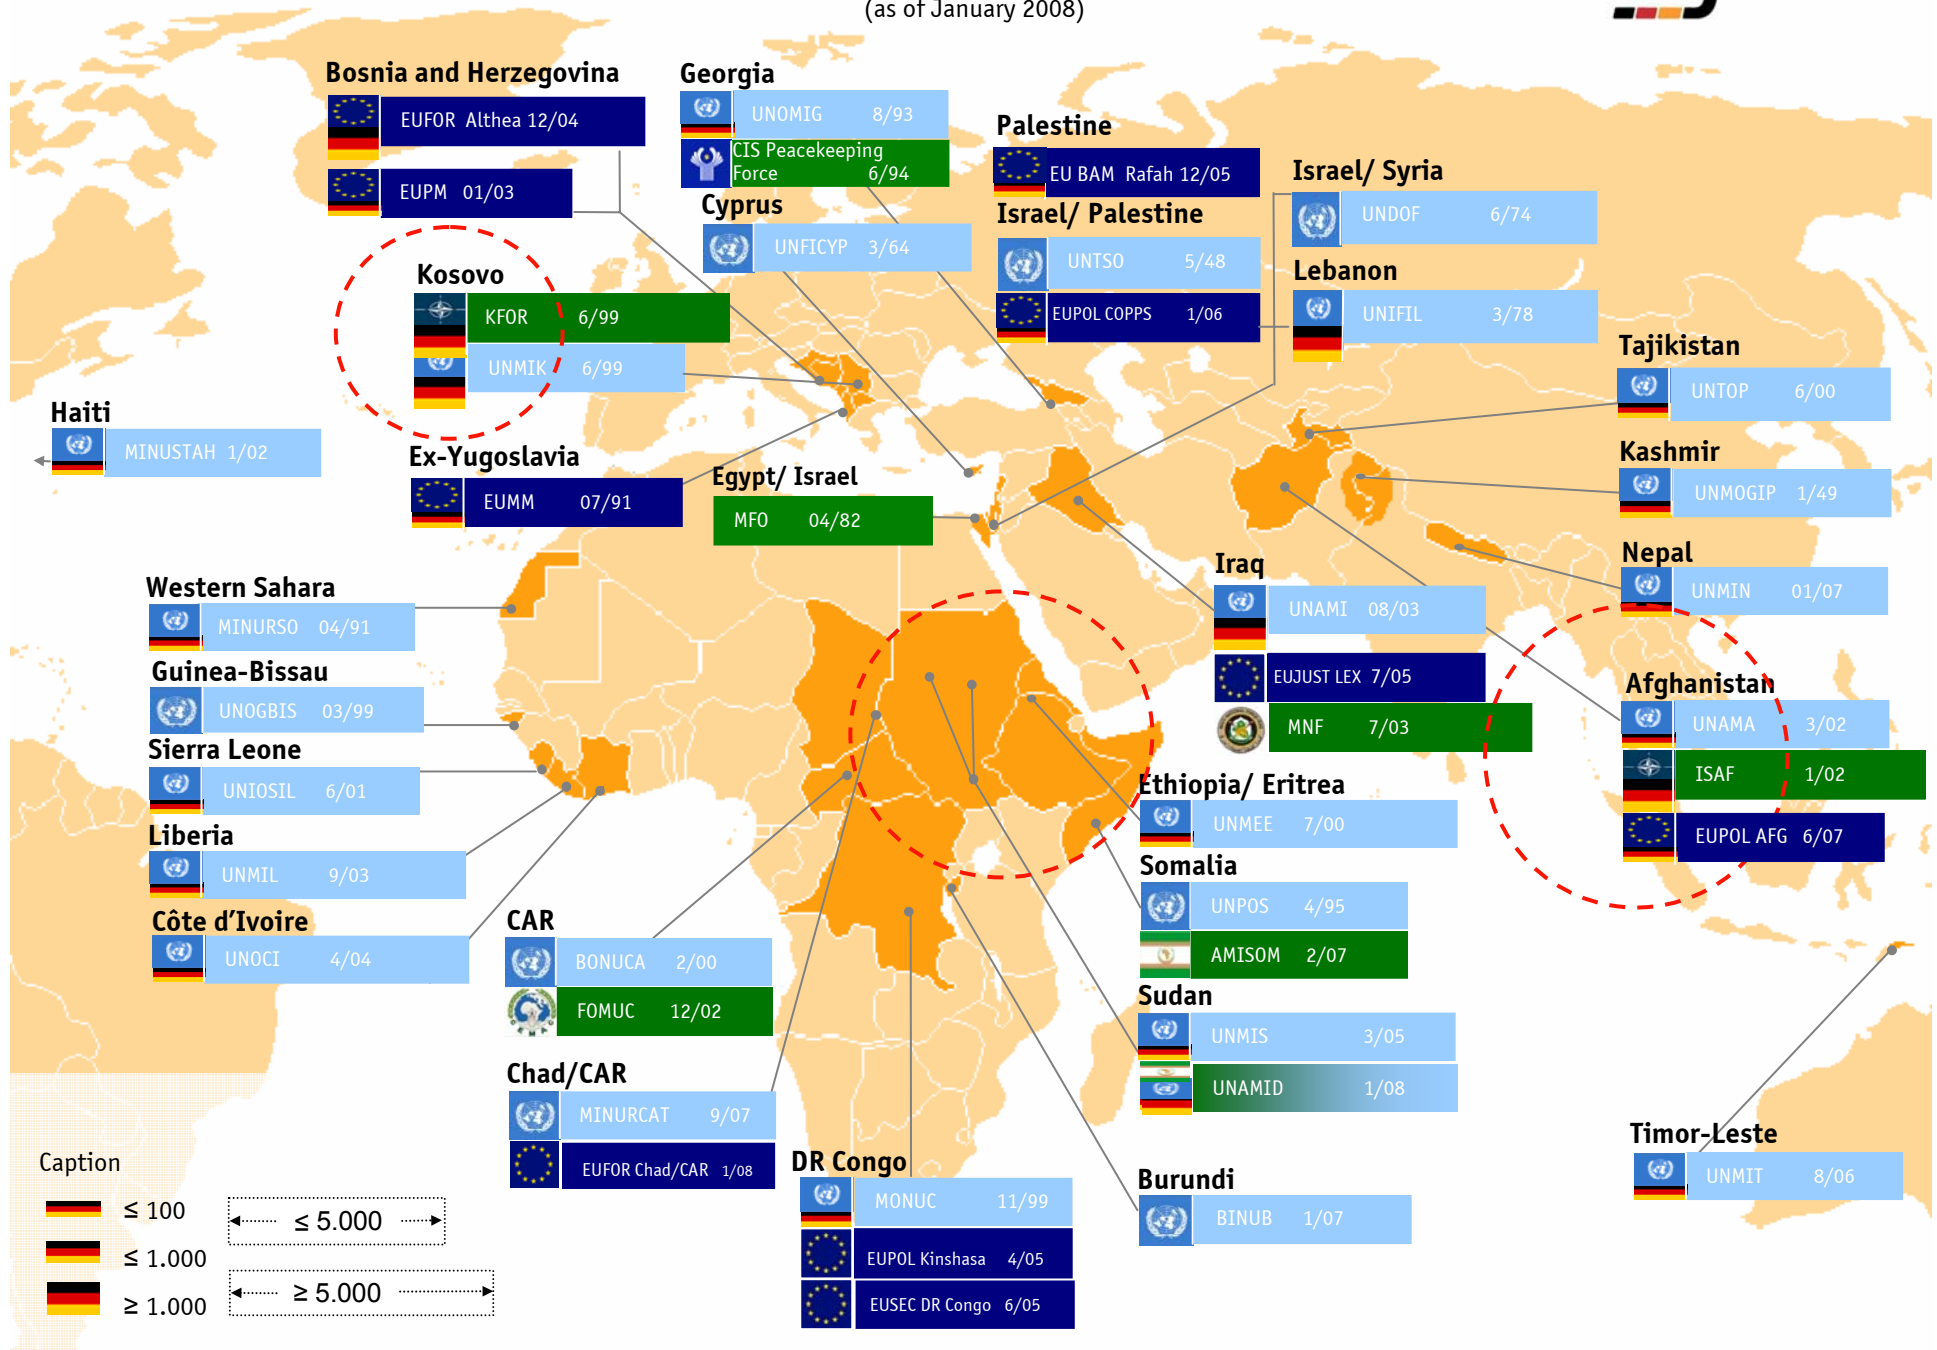 (as of January 2008)
Bosnia and Herzegovina
EUFOR Althea 12/04
EUPM 01/03
Georgia
UNOMIG 8/93
CIS Peacekeeping
Force 6/94
Cyprus
UNFICYP 3/64
Palestine
EU BAM Rafah 12/05
Israel/ Palestine
UNTSO 5/48
EUPOL COPPS 1/06
Israel/ Syria
UNDOF 6/74
Lebanon
UNIFIL 3/78
Kosovo
KFOR 6/99
UNMIK 6/99
Tajikistan
UNTOP 6/00
Haiti
MINUSTAH 1/02
Ex-Yugoslavia
EUMM 07/91
Egypt/ Israel
MFO 04/82
Kashmir
UNMOGIP 1/49
Nepal
UNMIN 01/07
Western Sahara
MINURSO 04/91
Guinea-Bissau
UNOGBIS 03/99
Sierra Leone
UNIOSIL 6/01
Liberia
UNMIL 9/03
Côte d’Ivoire
UNOCI 4/04
Iraq
UNAMI 08/03
EUJUST LEX 7/05
MNF 7/03
Afghanistan
UNAMA 3/02
ISAF 1/02
EUPOL AFG 6/07
Ethiopia/ Eritrea
UNMEE 7/00
Somalia
UNPOS 4/95
AMISOM 2/07
Sudan
UNMIS 3/05
UNAMID 1/08
CAR
BONUCA 2/00
FOMUC 12/02
Chad/CAR
MINURCAT 9/07
EUFOR Chad/CAR 1/08
DR Congo
MONUC 11/99
EUPOL Kinshasa 4/05
EUSEC DR Congo 6/05
Burundi
BINUB 1/07
Timor-Leste
UNMIT 8/06
Caption
≤ 100
≤ 5.000
≤ 1.000
≥ 5.000
≥ 1.000